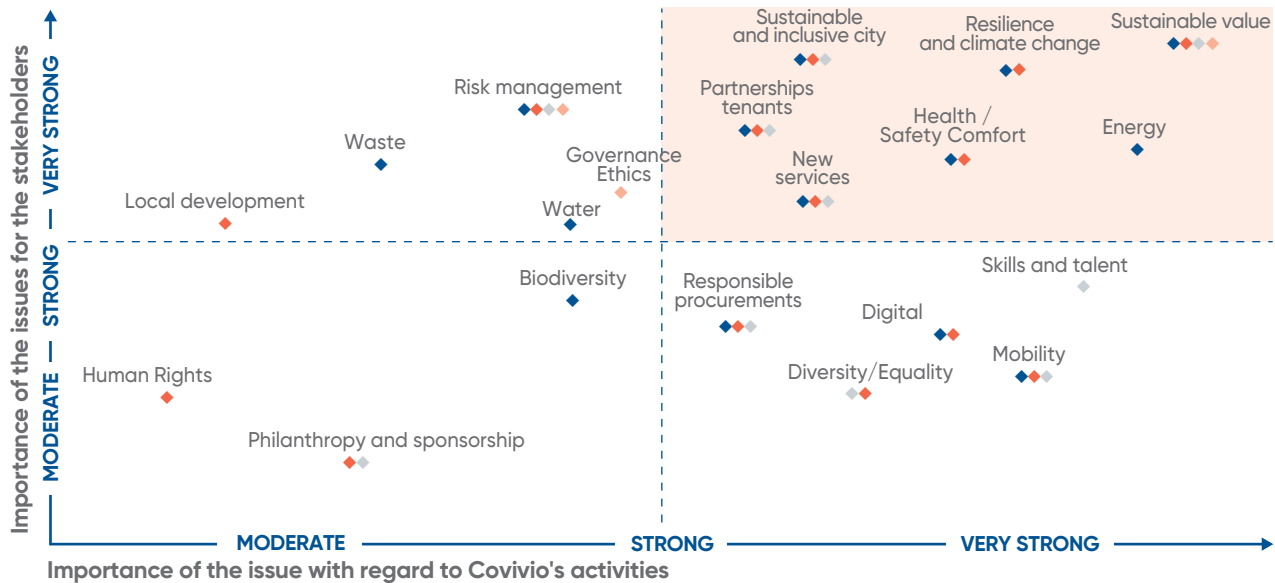 Importance of the issues for the stakeholders
VERY STRONG
STRONG
MODERATE
Sustainable
and inclusive city
Resilience
and climate change
Sustainable value
Risk management
Partnerships
tenants
Health /
Safety Comfort
Energy
Waste
Governance
Ethics
New
services
Local development
Water
Biodiversity
Responsible
procurements
Skills and talent
Digital
Mobility
Diversity/Equality
Human Rights
Philanthropy and sponsorship
MODERATE
STRONG
VERY STRONG
Importance of the issue with regard to Covivio's activities